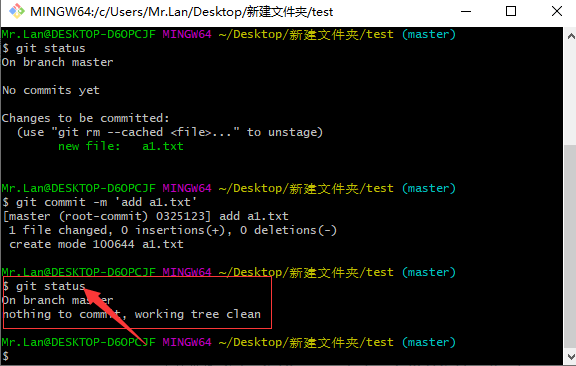 MINGW64:/c/Users/Mr.Lan/Desktop/新建文件夹/test
Mr.Lan@DESKTOP-D6OPCJF MINGW64 ~/Desktop/新建文件夹/test (master)
$ git status
On branch master
No commits yet
Changes to be committed:
(use "git rm --cached <file>..." to unstage)
new file:   a1.txt
Mr.Lan@DESKTOP-D6OPCJF MINGW64 ~/Desktop/新建文件夹/test (master)
$ git commit -m 'add a1.txt'
[master (root-commit) 0325123] add a1.txt
1 file changed, 0 insertions(+), 0 deletions(-)
create mode 100644 a1.txt
Mr.Lan@DESKTOP-D6OPCJF MINGW64 ~/Desktop/新建文件夹/test (master)
$ git status
On branch master
nothing to commit, working tree clean
Mr.Lan@DESKTOP-D6OPCJF MINGW64 ~/Desktop/新建文件夹/test (master)
$